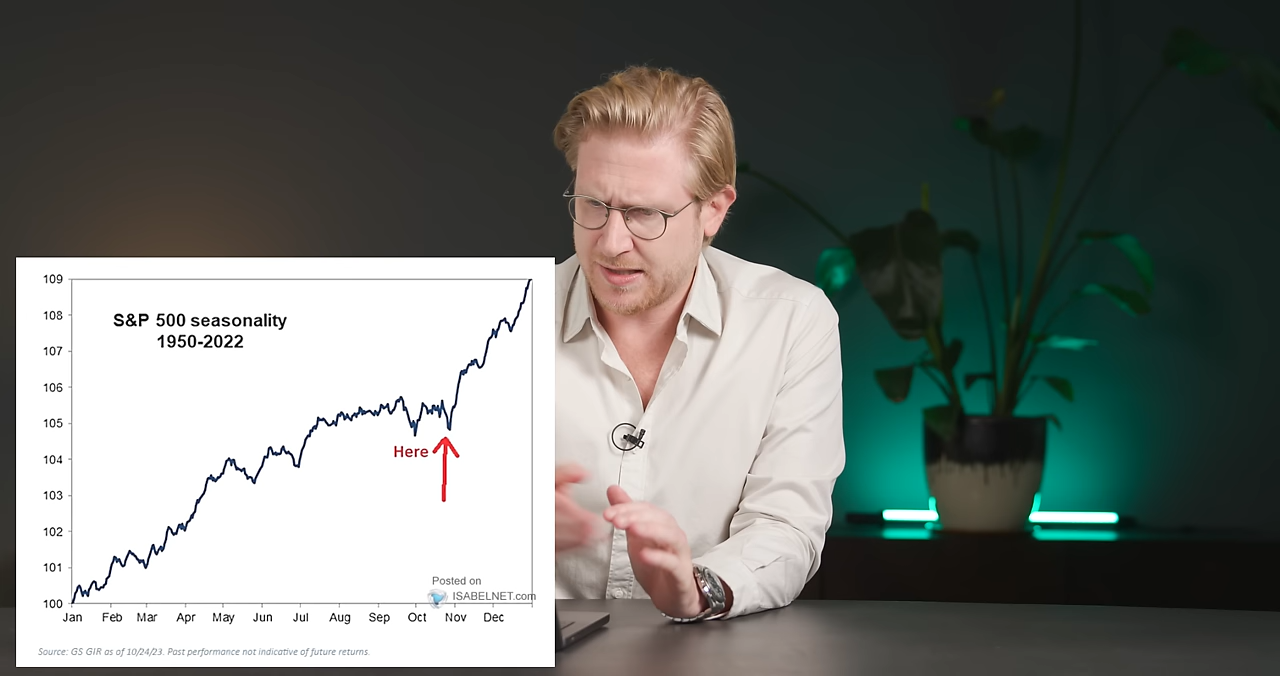 S&P 500 seasonality
1950-2022
109
108
107
106
105
104
103
102
101
100
Here
Posted on
ISABELNET.com
Jan Feb Mar Apr May Jun Jul Aug Sep Oct Nov Dec
Source: GS GIR as of 10/24/23. Past performance not indicative of future returns.